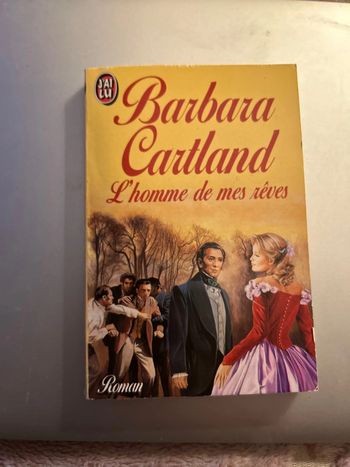 J'AI
LU
Barbara
Cartland
L'homme de mes rêves
Roman